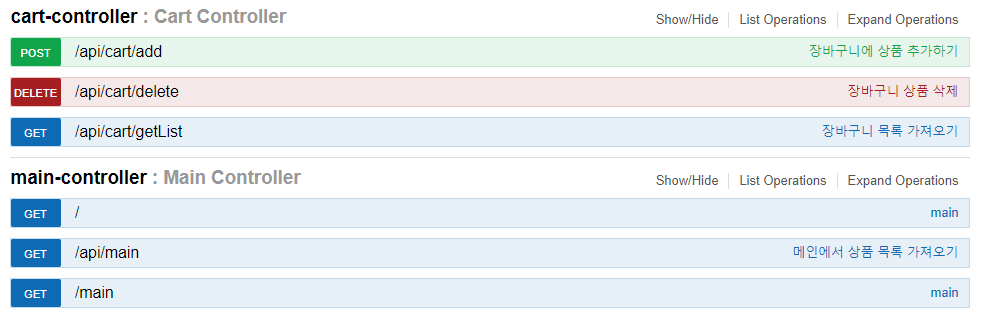 cart-controller : Cart Controller Show/Hide List Operations Expand Operations
POST /api/cart/add 장바구니에 상품 추가하기
DELETE /api/cart/delete 장바구니 상품 삭제
GET /api/cart/getList 장바구니 목록 가져오기
main-controller : Main Controller Show/Hide List Operations Expand Operations
GET / main
GET /api/main 메인에서 상품 목록 가져오기
GET /main main